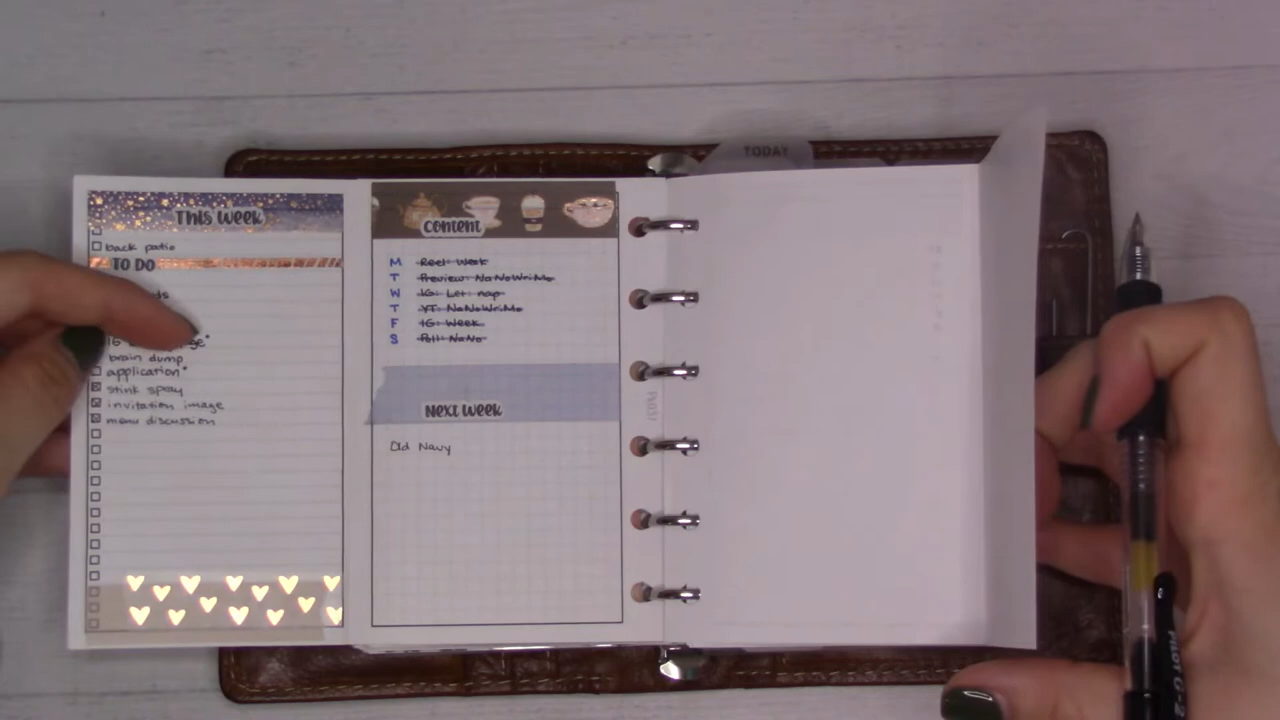 TODAY
This Week
back patio
TO DO
brain dump
application*
stink spay
invitation image
menu discussion
Content
M Reel: Week
T Preview: NaNoWriMo
W IG: Let: nap
T YT: NaNoWriMo
F IG: Week
S Poll: NaNo
Next Week
Old Navy
PILOT G-2